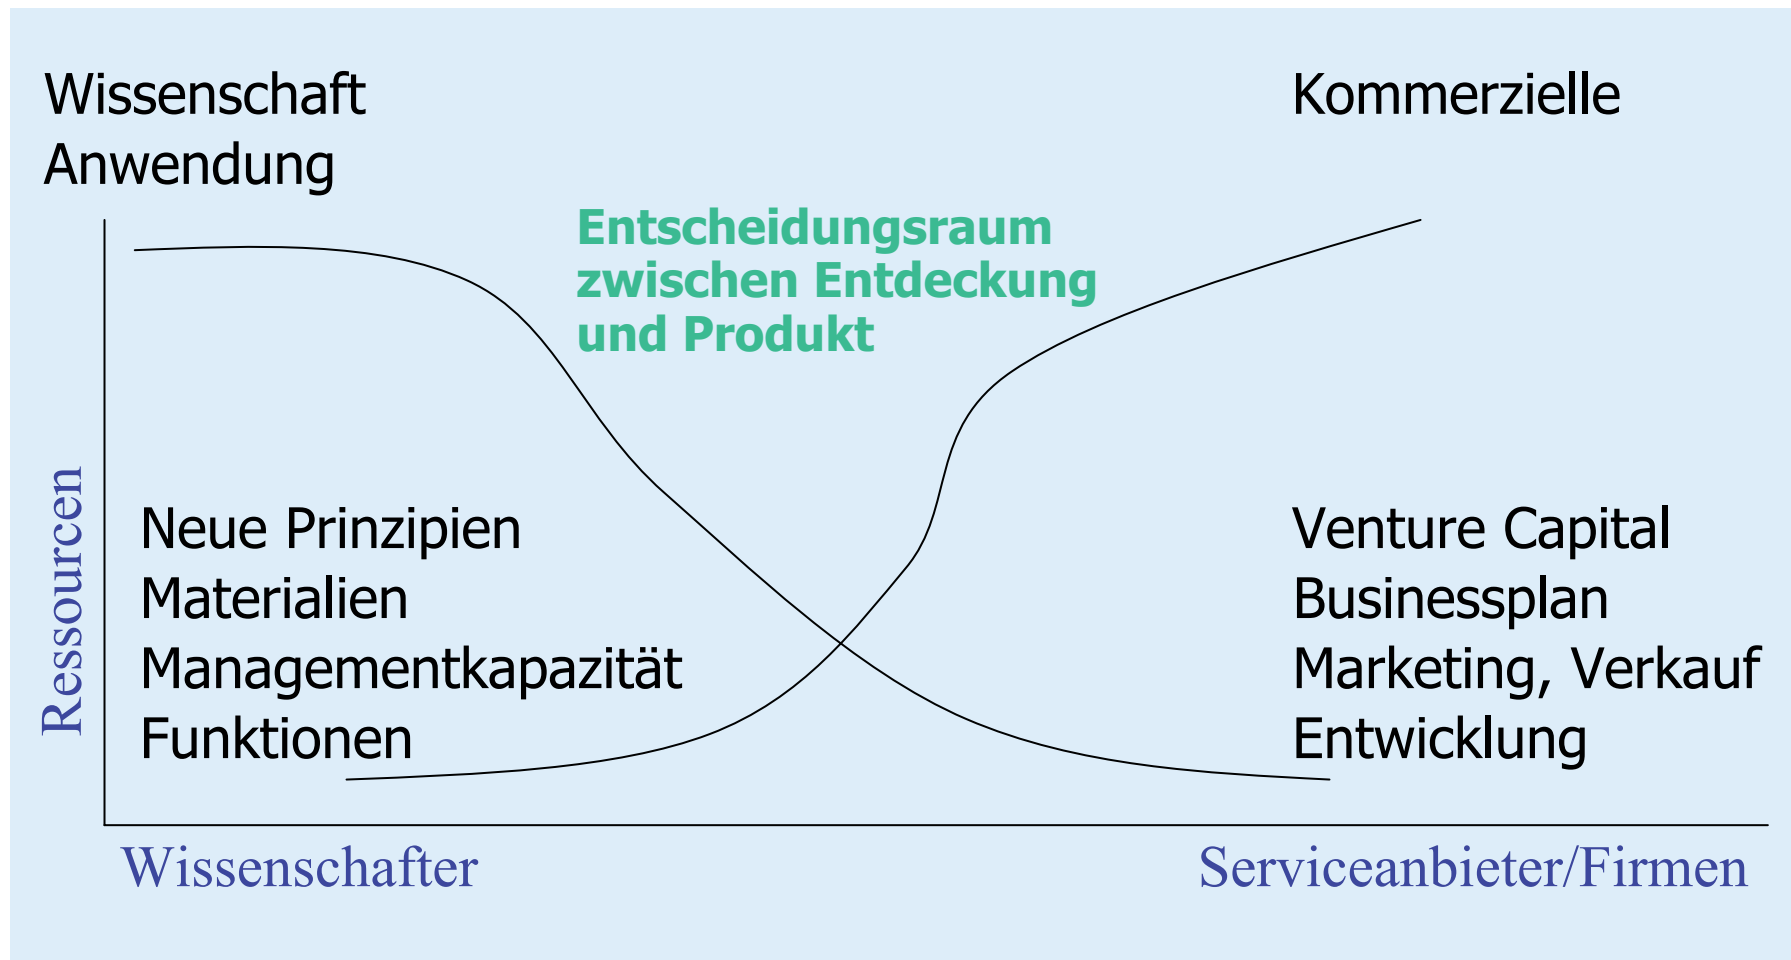 Wissenschaft
Kommerzielle
Anwendung
Entscheidungsraum
zwischen Entdeckung
und Produkt
Ressourcen
Neue Prinzipien
Materialien
Managementkapazität
Funktionen
Venture Capital
Businessplan
Marketing, Verkauf
Entwicklung
Wissenschafter
Serviceanbieter/Firmen